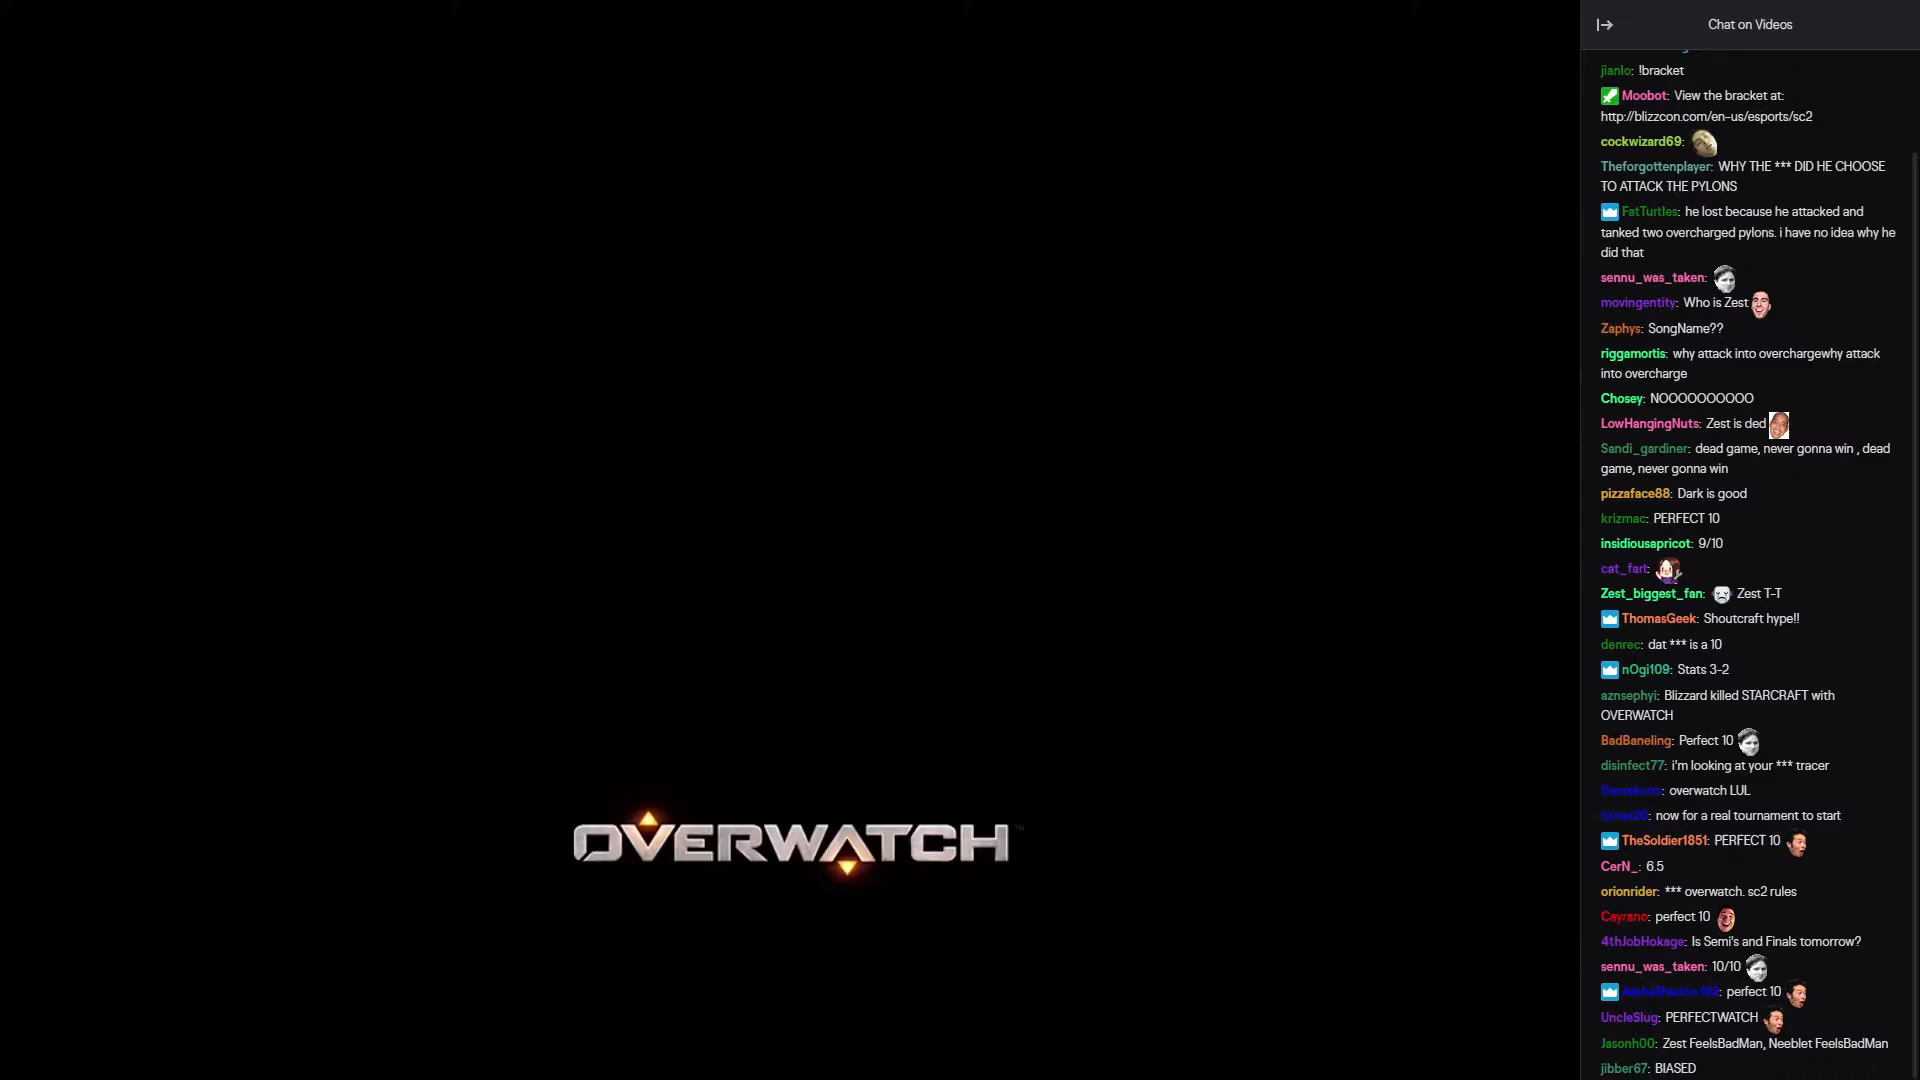 Chat on Videos
jianlo: !bracket
Moobot: View the bracket at:
http://blizzcon.com/en-us/esports/sc2
cockwizard69:
Theforgottenplayer: WHY THE *** DID HE CHOOSE
TO ATTACK THE PYLONS
FatTurtles: he lost because he attacked and
tanked two overcharged pylons. i have no idea why he
did that
sennu_was_taken:
movingentity: Who is Zest
Zaphys: SongName??
riggamortis: why attack into overchargewhy attack
into overcharge
Chosey: NOOOOOOOOOO
LowHangingNuts: Zest is ded
Sandi_gardiner: dead game, never gonna win , dead
game, never gonna win
pizzaface88: Dark is good
krizmac: PERFECT 10
insidiousapricot: 9/10
cat_fart:
Zest_biggest_fan: Zest T-T
ThomasGeek: Shoutcraft hype!!
denrec: dat *** is a 10
nOgi109: Stats 3-2
aznsephyi: Blizzard killed STARCRAFT with
OVERWATCH
BadBaneling: Perfect 10
disinfect77: i'm looking at your *** tracer
overwatch LUL
now for a real tournament to start
TheSoldier1851: PERFECT 10
CerN_: 6.5
orionrider: *** overwatch. sc2 rules
Cayrano: perfect 10
4thJobHokage: Is Semi's and Finals tomorrow?
sennu_was_taken: 10/10
perfect 10
UncleSlug: PERFECTWATCH
Jasonh00: Zest FeelsBadMan, Neeblet FeelsBadMan
jibber67: BIASED
OVERWATCH